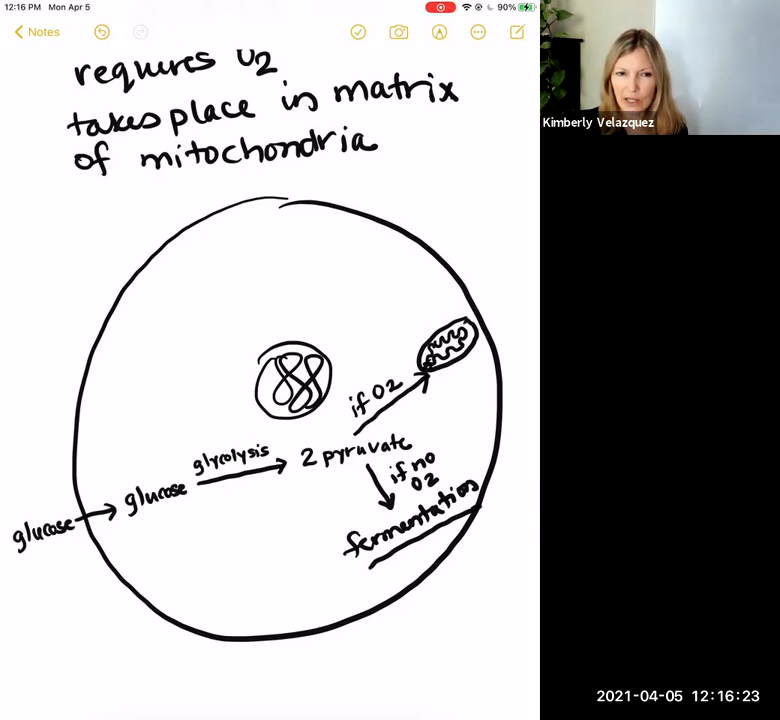 12:16 PM Mon Apr 5
90%
Notes
requires O2
takes place in matrix
of mitochondria
Kimberly Velazquez
if O2
glycolysis
2 pyruvate
if no
O2
glucose
glucose
fermentation
2021-04-05 12:16:23